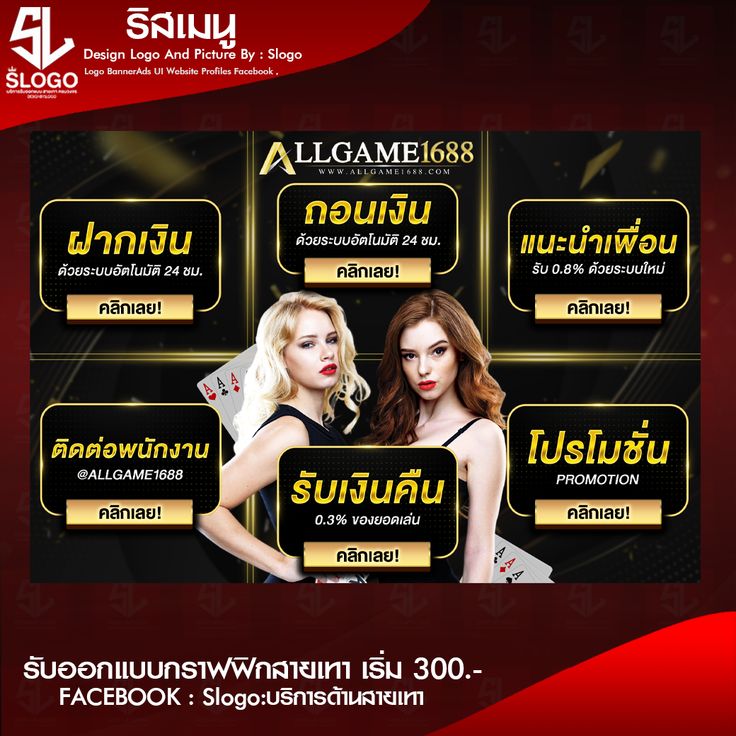 SL
SLOGO
ริสเมนู
Design Logo And Picture By : Slogo
Logo BannerAds UI Website Profiles Facebook .
ALLGAME1688
WWW.ALLGAME1688.COM
ฝากเงิน
ด้วยระบบอัตโนมัติ 24 ชม.
คลิกเลย!
ถอนเงิน
ด้วยระบบอัตโนมัติ 24 ชม.
คลิกเลย!
แนะนำเพื่อน
รับ 0.8% ด้วยระบบใหม่
คลิกเลย!
ติดต่อพนักงาน
@ALLGAME1688
คลิกเลย!
รับเงินคืน
0.3% ของยอดเล่น
คลิกเลย!
โปรโมชั่น
PROMOTION
คลิกเลย!
A A A
รับออกแบบกราฟฟิกสายเทา เริ่ม 300.-
FACEBOOK : Slogo:บริการด้านสายเทา